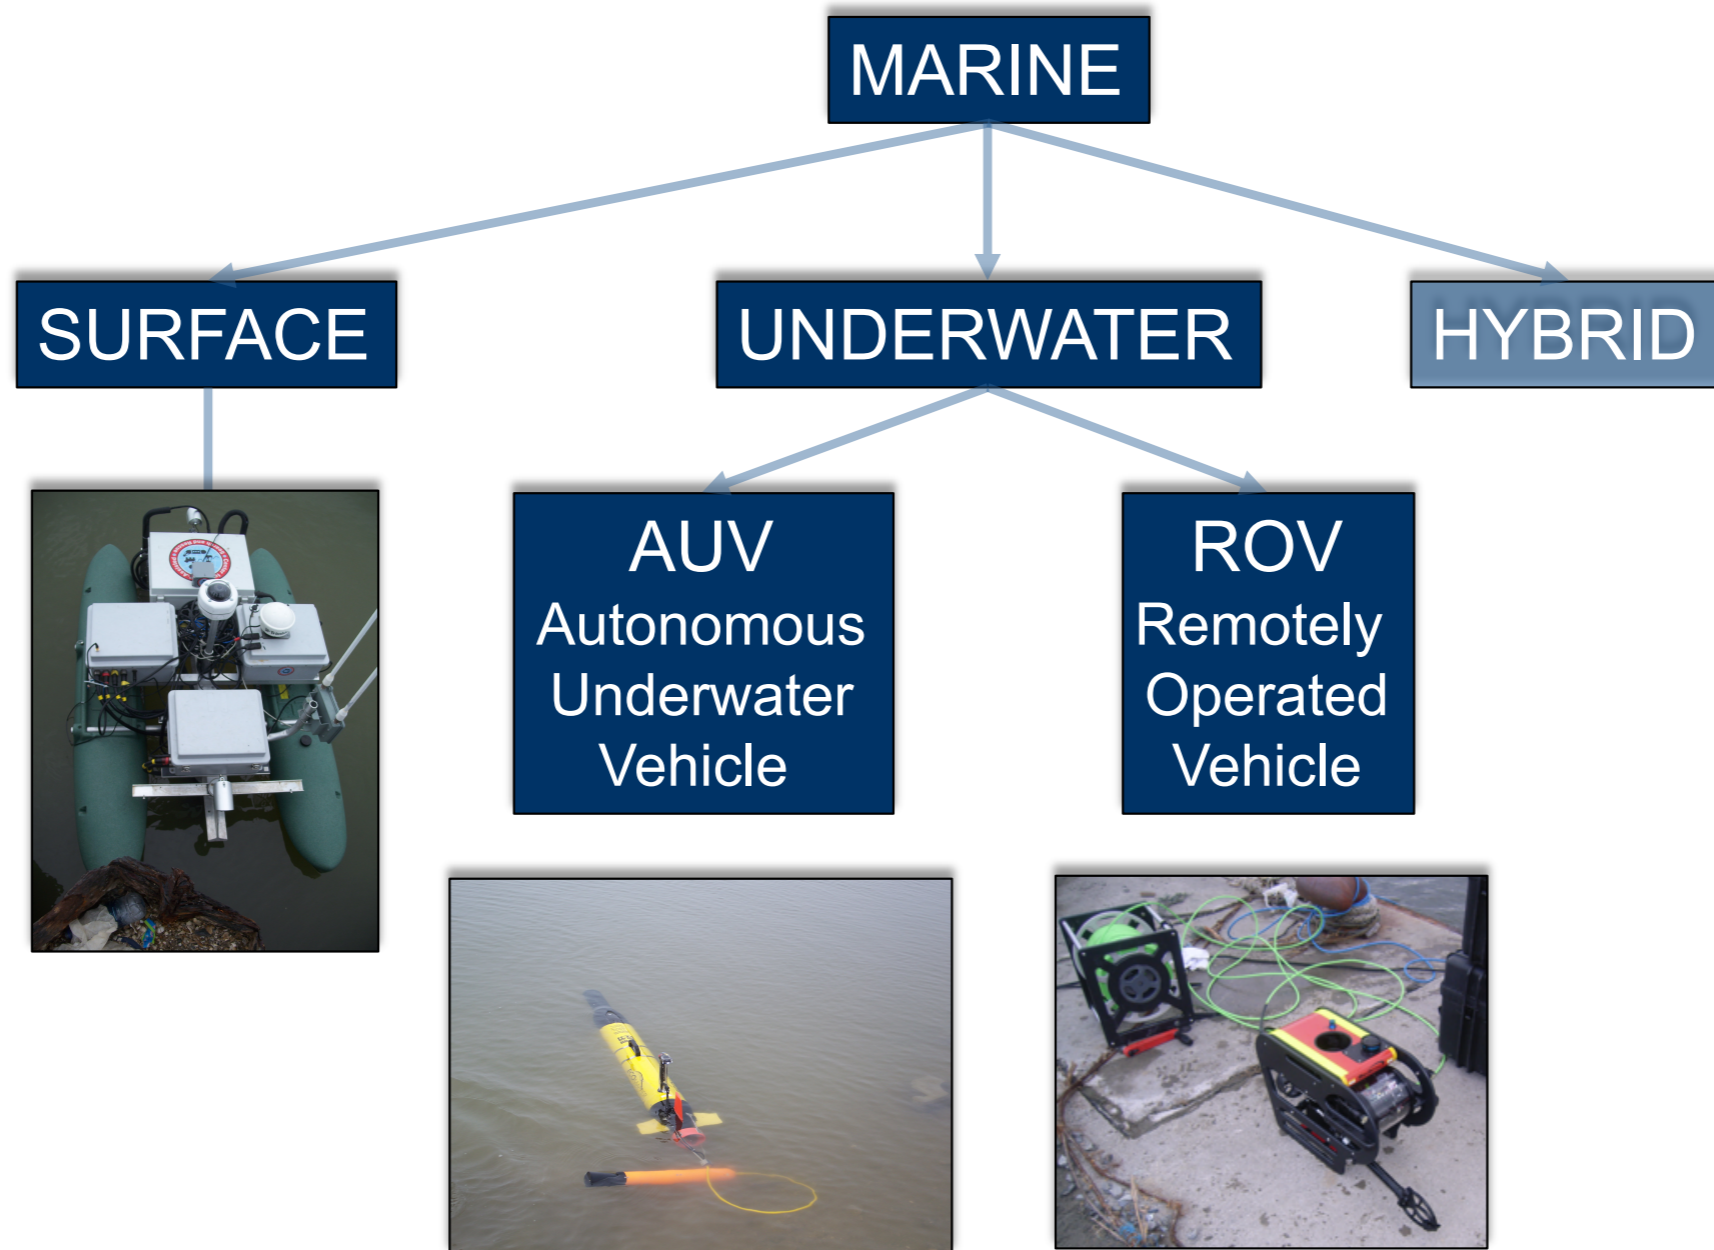 MARINE
SURFACE
UNDERWATER
HYBRID
AUV
Autonomous
Underwater
Vehicle
ROV
Remotely
Operated
Vehicle